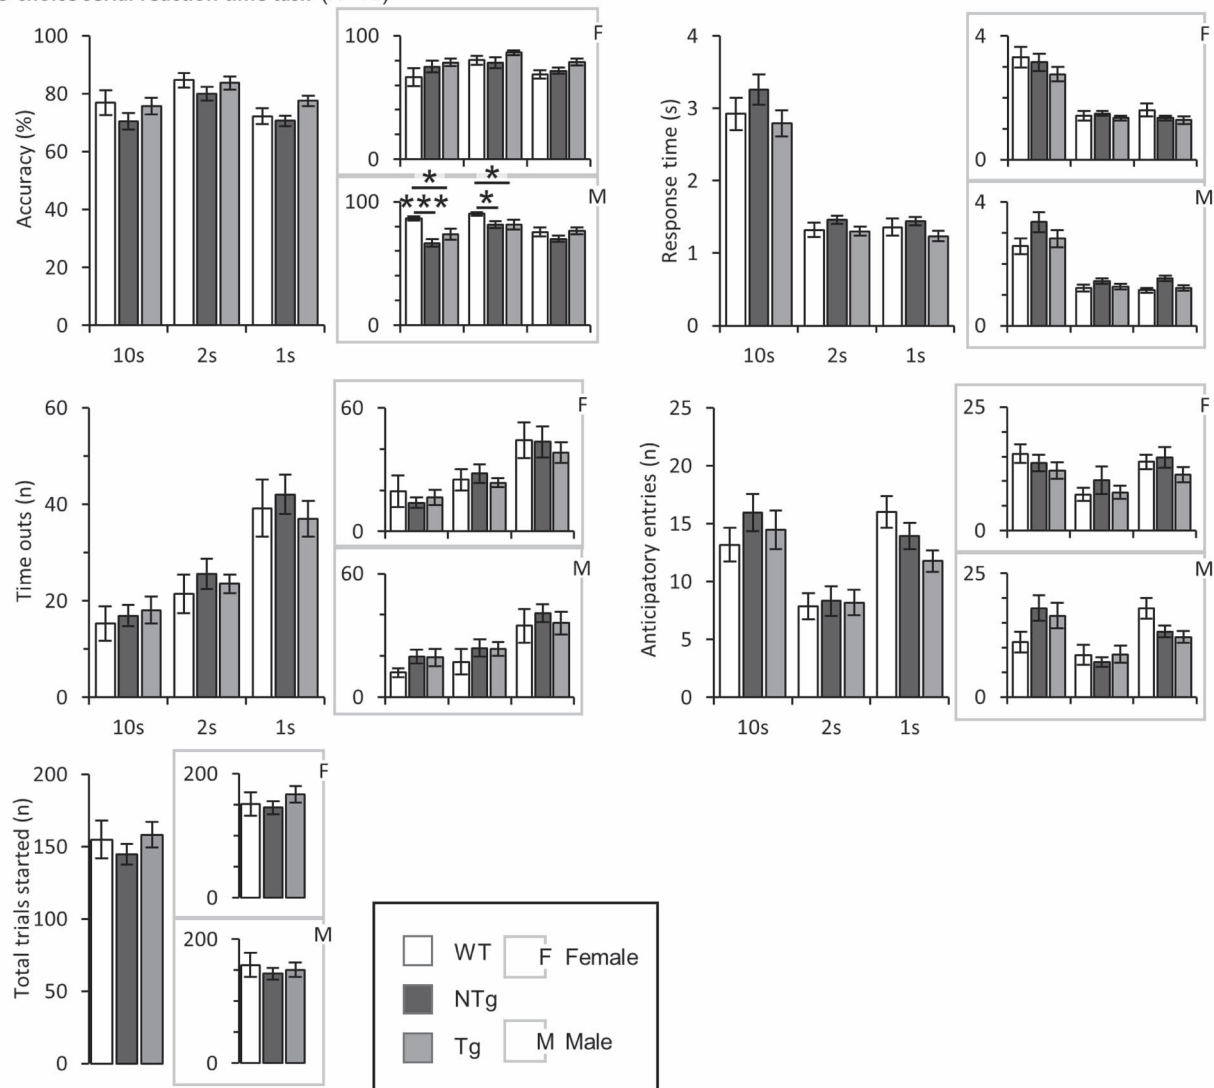 100
80
60
40
20
0
Accuracy (%)
10s
2s
1s
100
0
F
100
0
M
*
***
*
*
4
3
2
1
0
Response time (s)
10s
2s
1s
4
0
F
4
0
M
60
40
20
0
Time outs (n)
10s
2s
1s
60
0
F
60
0
M
25
20
15
10
5
0
Anticipatory entries (n)
10s
2s
1s
25
0
F
25
0
M
200
150
100
50
0
Total trials started (n)
200
0
F
200
0
M
WT
NTg
Tg
F Female
M Male